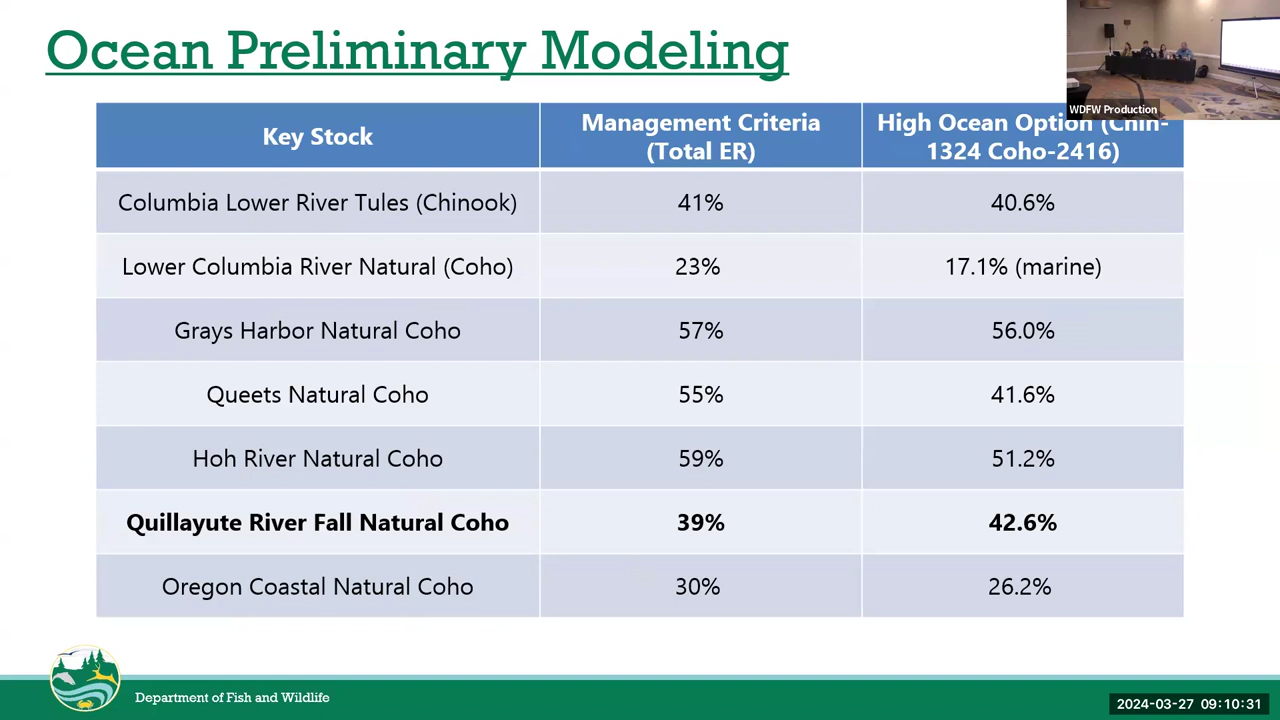 Ocean Preliminary Modeling
WDFW Production
Key Stock
Management Criteria
(Total ER)
High Ocean Option (Chin-
1324 Coho-2416)
Columbia Lower River Tules (Chinook)
41%
40.6%
Lower Columbia River Natural (Coho)
23%
17.1% (marine)
Grays Harbor Natural Coho
57%
56.0%
Queets Natural Coho
55%
41.6%
Hoh River Natural Coho
59%
51.2%
Quillayute River Fall Natural Coho
39%
42.6%
Oregon Coastal Natural Coho
30%
26.2%
Department of Fish and Wildlife
2024-03-27 09:10:31